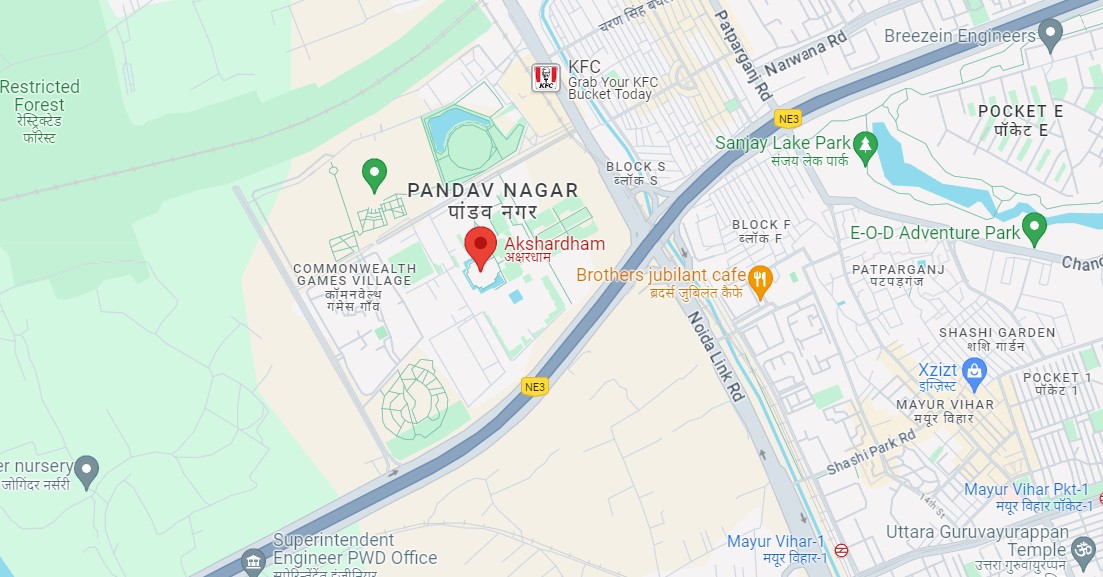 चरण सिंह
Patparganj Rd
Narwana Rd
Breezein Engineers
KFC
Grab Your KFC
Bucket Today
KFC
Restricted
Forest
रेस्ट्रिक्टेड
फॉरेस्ट
NE3
POCKET E
पॉकेट E
Sanjay Lake Park
संजय लेक पार्क
BLOCK S
ब्लॉक S
PANDAV NAGAR
पांडव नगर
BLOCK F
ब्लॉक F
E-O-D Adventure Park
Akshardham
अक्षरधाम
COMMONWEALTH
GAMES VILLAGE
कॉमनवेल्थ
गेमेस गाँव
Brothers jubilant cafe
ब्रदर्स जुबिलंत कैफे
PATPARGANJ
पटपड़गंज
Noida Link Rd
SHASHI GARDEN
शशि गार्डन
Xzizt
इग्ज़िस्ट
POCKET 1
पॉकेट 1
NE3
MAYUR VIHAR
मयूर विहार
Shashi Park Rd
er nursery
जोगिंदर नर्सरी
14th St
Mayur Vihar Pkt-1
मयूर विहार पॉकेट-1
Superintendent
Engineer PWD Office
Mayur Vihar-1
मयूर विहार-1
Uttara Guruvayurappan
Temple
उत्तरा गुरुवायुरप्पन